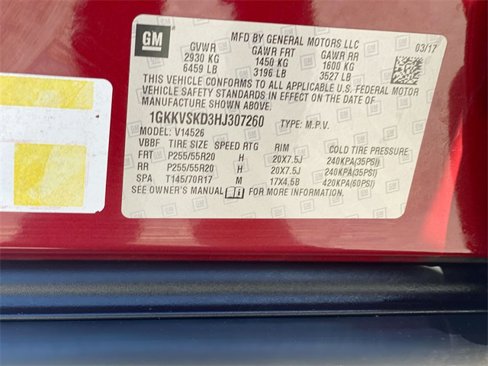 GM
MFD BY GENERAL MOTORS LLC
03/17
GVWR GAWR FRT GAWR RR
2930 KG 1450 KG 1600 KG
6459 LB 3196 LB 3527 LB
THIS VEHICLE CONFORMS TO ALL APPLICABLE U.S. FEDERAL MOTOR
VEHICLE SAFETY STANDARDS IN EFFECT ON THE DATE OF
MANUFACTURE SHOWN ABOVE.
1GKKVSKD3HJ307260 TYPE: M.P.V.
MODEL: V14526
VBBF TIRE SIZE SPEED RTG RIM COLD TIRE PRESSURE
FRT P255/55R20 H 20X7.5J 240KPA(35PSI)
RR P255/55R20 H 20X7.5J 240KPA(35PSI)
SPA T145/70R17 M 17X4.5B 420KPA(60PSI)
SEE OWNER'S MANUAL FOR MORE INFORMATION.